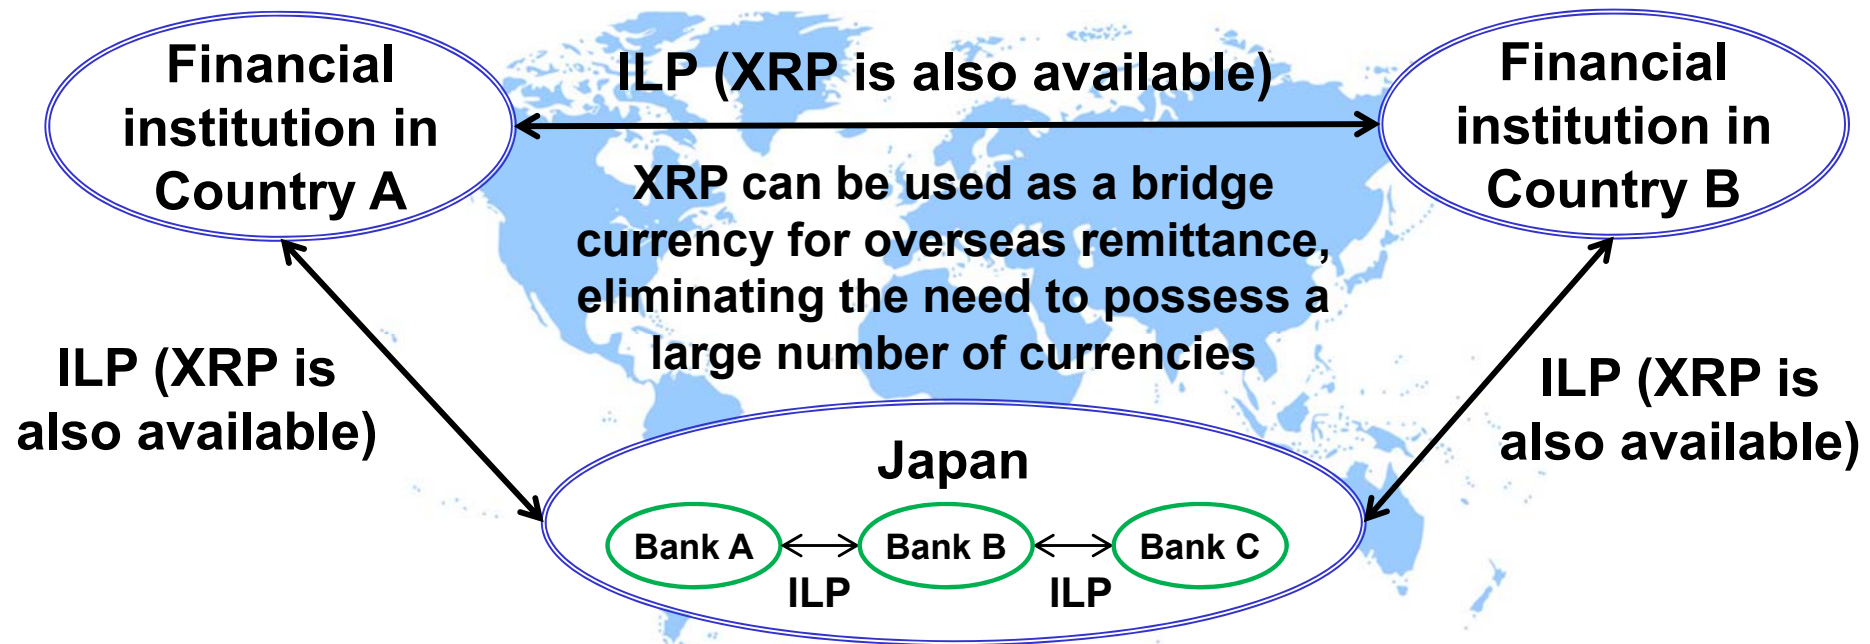 Financial
institution in
Country A
ILP (XRP is also available)
Financial
institution in
Country B
XRP can be used as a bridge
currency for overseas remittance,
eliminating the need to possess a
large number of currencies
ILP (XRP is
also available)
ILP (XRP is
also available)
Japan
Bank A
Bank B
Bank C
ILP
ILP